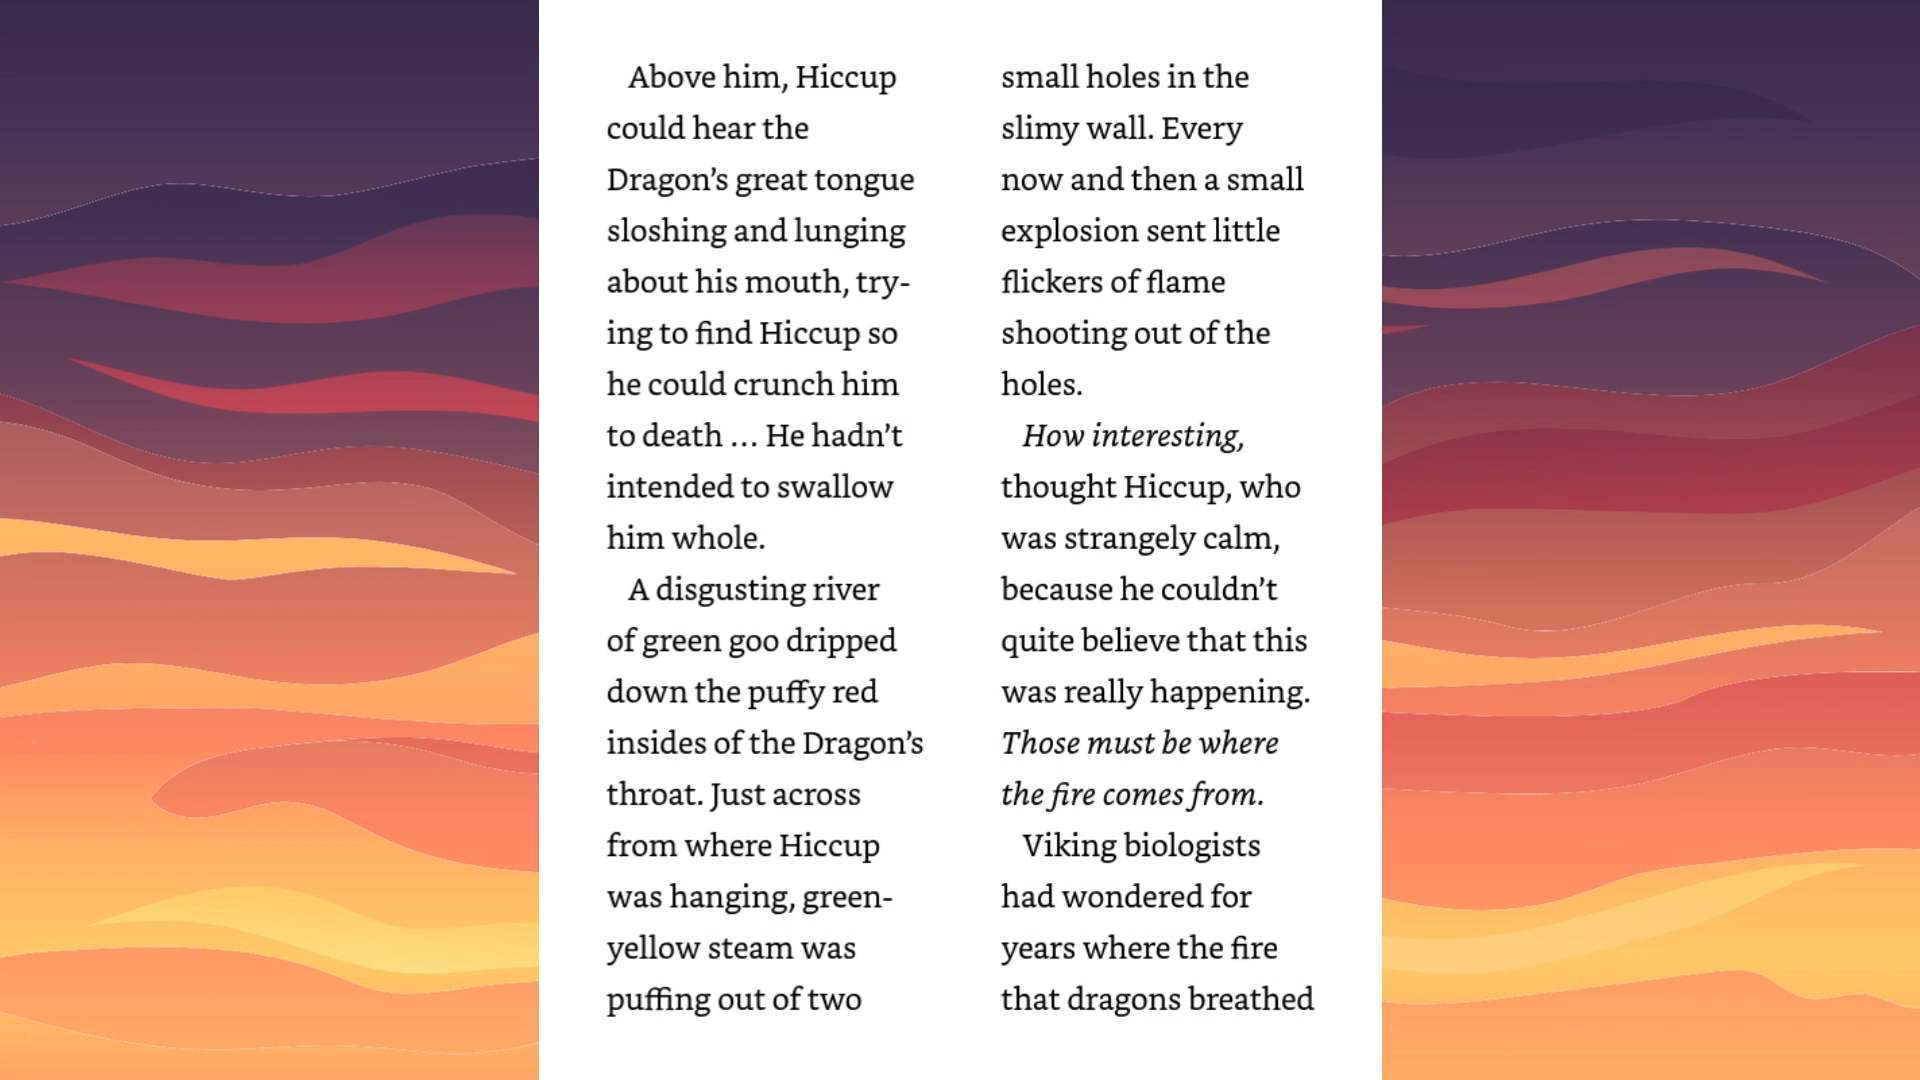 Above him, Hiccup
could hear the
Dragon’s great tongue
sloshing and lunging
about his mouth, try-
ing to find Hiccup so
he could crunch him
to death … He hadn’t
intended to swallow
him whole.
A disgusting river
of green goo dripped
down the puffy red
insides of the Dragon’s
throat. Just across
from where Hiccup
was hanging, green-
yellow steam was
puffing out of two
small holes in the
slimy wall. Every
now and then a small
explosion sent little
flickers of flame
shooting out of the
holes.
How interesting,
thought Hiccup, who
was strangely calm,
because he couldn’t
quite believe that this
was really happening.
Those must be where
the fire comes from.
Viking biologists
had wondered for
years where the fire
that dragons breathed